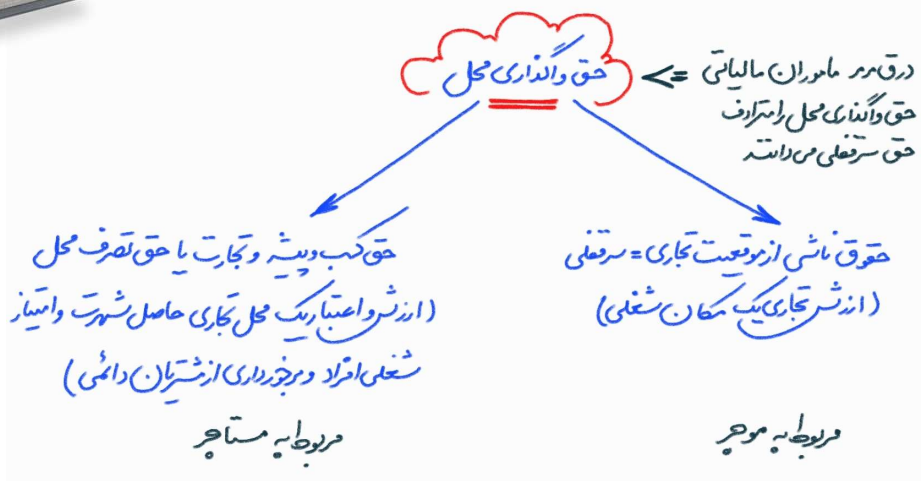 حق واگذاری محل
در ق.م.م ماموران مالیاتی <=
حق واگذاری محل را مترادف
حق سرقفلی می دانند
حقوق ناشی از موقعیت تجاری = سرقفلی
(ارزش تجاری یک مکان شغلی)
مربوط به موجر
حق کسب و پیشه و تجارت یا حق تصرف محل
(ارزش و اعتبار یک محل تجاری حاصل شهرت و امتیاز
شغلی افراد و برخورداری از مشتریان دائمی)
مربوط به مستاجر